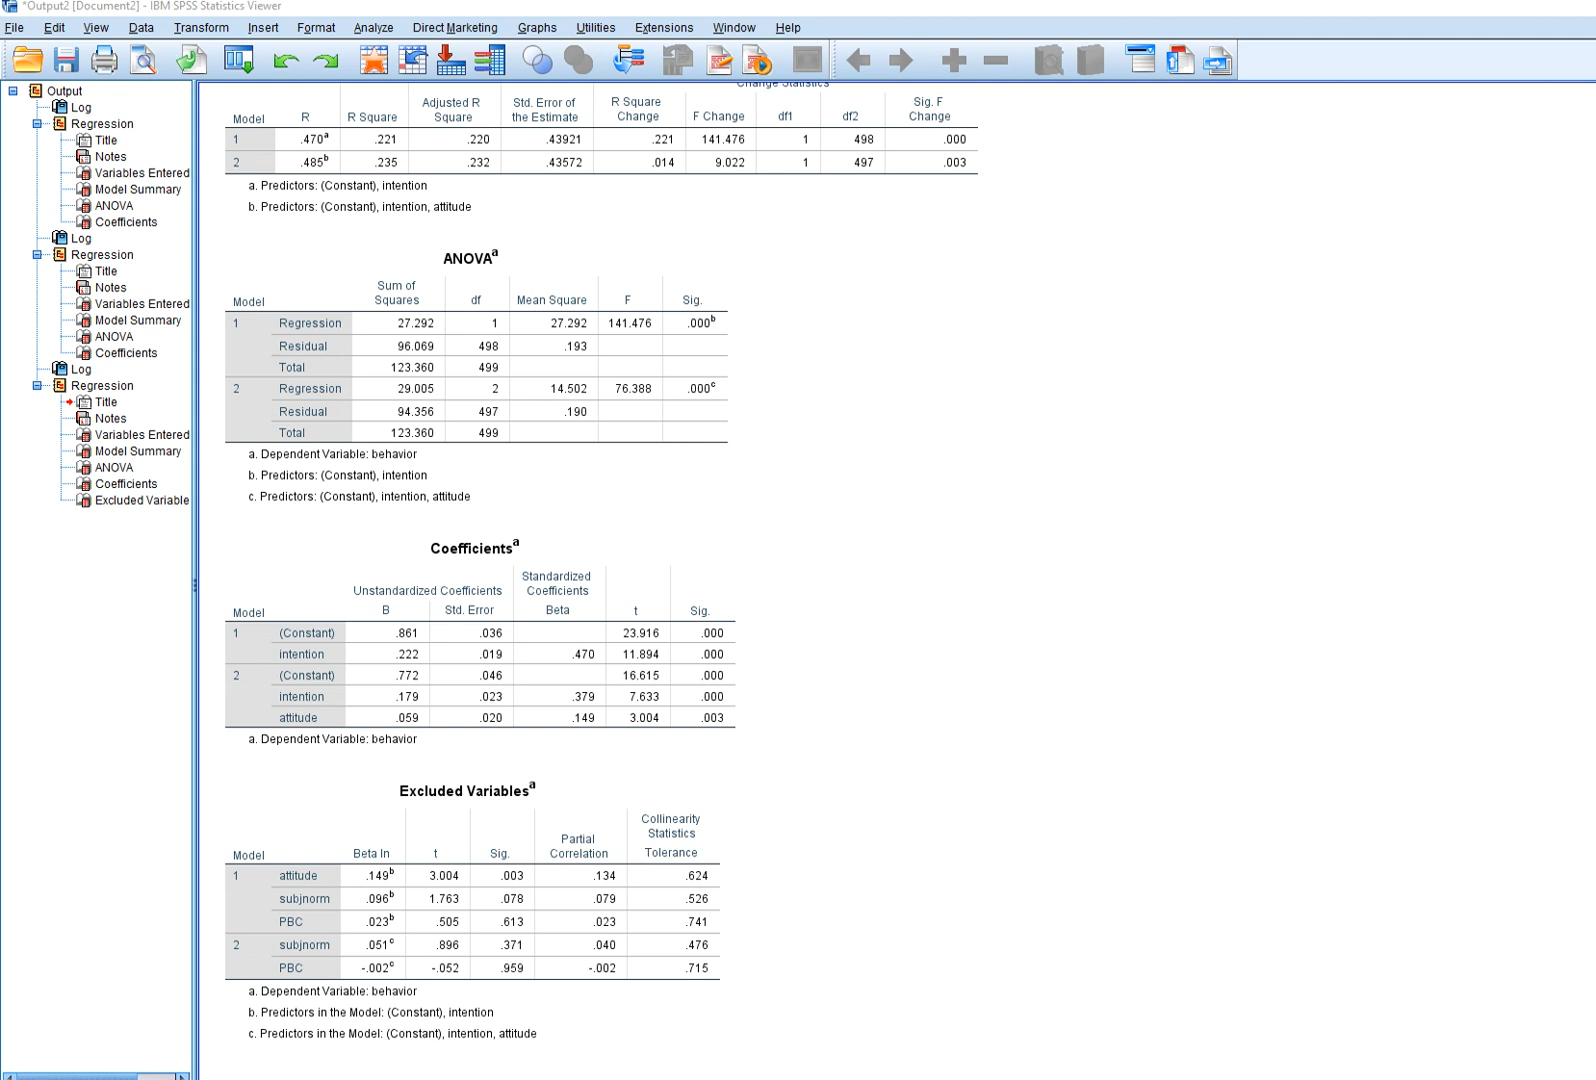 *Output2 [Document2] - IBM SPSS Statistics Viewer
File Edit View Data Transform Insert Format Analyze Direct Marketing Graphs Utilities Extensions Window Help
Output
Log
Regression
Title
Notes
Variables Entered
Model Summary
ANOVA
Coefficients
Log
Regression
Title
Notes
Variables Entered
Model Summary
ANOVA
Coefficients
Log
Regression
Title
Notes
Variables Entered
Model Summary
ANOVA
Coefficients
Excluded Variable
Change Statistics
Model R R Square Adjusted R Square Std. Error of the Estimate R Square Change F Change df1 df2 Sig. F Change
1 .470a .221 .220 .43921 .221 141.476 1 498 .000
2 .485b .235 .232 .43572 .014 9.022 1 497 .003
a. Predictors: (Constant), intention
b. Predictors: (Constant), intention, attitude
ANOVAa
Model Sum of Squares df Mean Square F Sig.
1 Regression 27.292 1 27.292 141.476 .000b
Residual 96.069 498 .193
Total 123.360 499
2 Regression 29.005 2 14.502 76.388 .000c
Residual 94.356 497 .190
Total 123.360 499
a. Dependent Variable: behavior
b. Predictors: (Constant), intention
c. Predictors: (Constant), intention, attitude
Coefficientsa
Unstandardized Coefficients Standardized Coefficients
Model B Std. Error Beta t Sig.
1 (Constant) .861 .036 23.916 .000
intention .222 .019 .470 11.894 .000
2 (Constant) .772 .046 16.615 .000
intention .179 .023 .379 7.633 .000
attitude .059 .020 .149 3.004 .003
a. Dependent Variable: behavior
Excluded Variablesa
Collinearity Statistics
Model Beta In t Sig. Partial Correlation Tolerance
1 attitude .149b 3.004 .003 .134 .624
subjnorm .096b 1.763 .078 .079 .526
PBC .023b .505 .613 .023 .741
2 subjnorm .051c .896 .371 .040 .476
PBC -.002c -.052 .959 -.002 .715
a. Dependent Variable: behavior
b. Predictors in the Model: (Constant), intention
c. Predictors in the Model: (Constant), intention, attitude